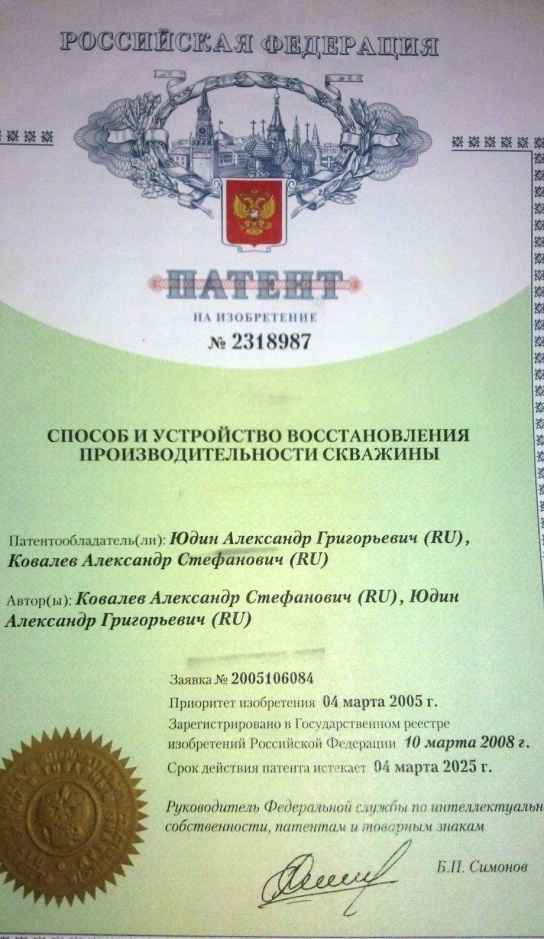 РОССИЙСКАЯ ФЕДЕРАЦИЯ
ПАТЕНТ
НА ИЗОБРЕТЕНИЕ
№ 2318987
СПОСОБ И УСТРОЙСТВО ВОССТАНОВЛЕНИЯ
ПРОИЗВОДИТЕЛЬНОСТИ СКВАЖИНЫ
Патентообладатель(ли): Юдин Александр Григорьевич (RU),
Ковалев Александр Стефанович (RU)
Автор(ы): Ковалев Александр Стефанович (RU), Юдин
Александр Григорьевич (RU)
Заявка № 2005106084
Приоритет изобретения 04 марта 2005 г.
Зарегистрировано в Государственном реестре
изобретений Российской Федерации 10 марта 2008 г.
Срок действия патента истекает 04 марта 2025 г.
Руководитель Федеральной службы по интеллектуальн
собственности, патентам и товарным знакам
Б.П. Симонов